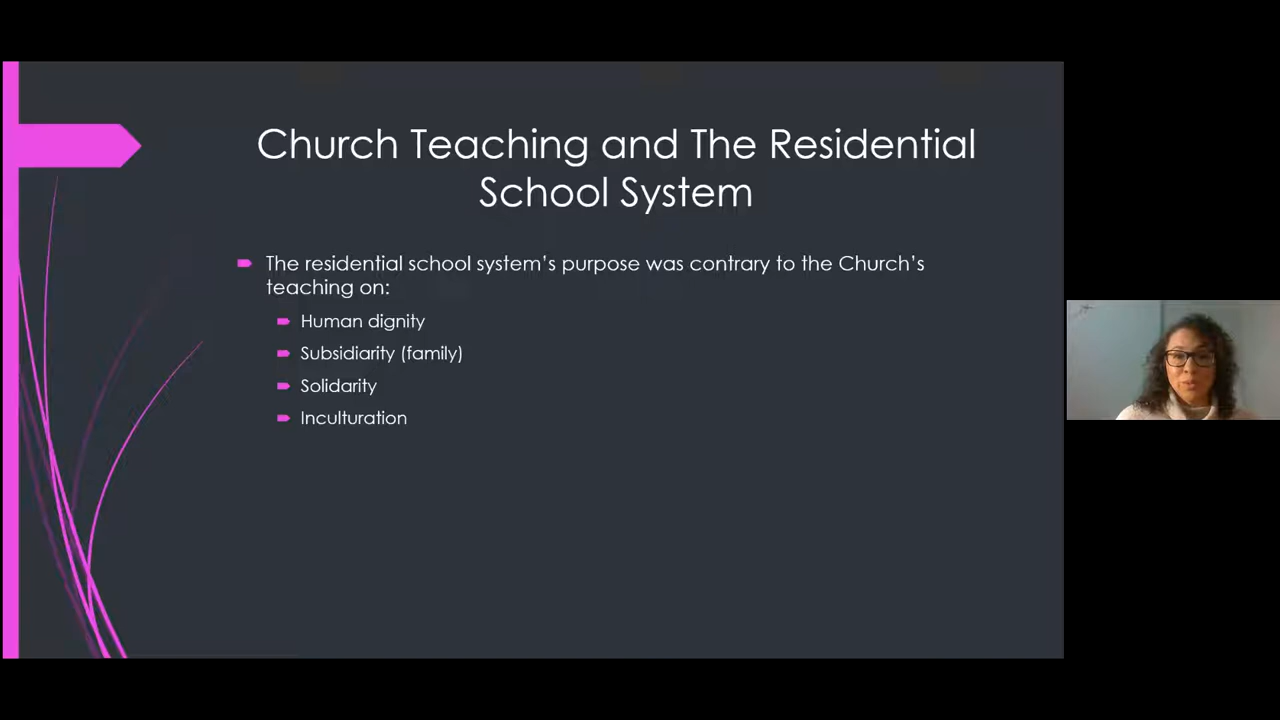 Church Teaching and The Residential
School System
The residential school system’s purpose was contrary to the Church’s
teaching on:
Human dignity
Subsidiarity (family)
Solidarity
Inculturation